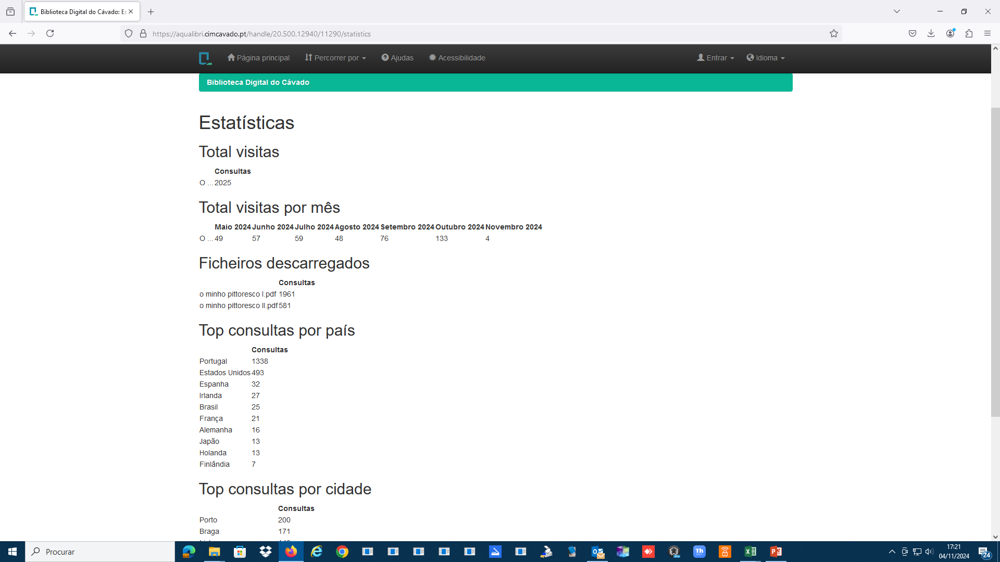 Biblioteca Digital do Cávado: Es
https://aqualibri.cimcavado.pt/handle/20.500.12940/11290/statistics
Página principal Percorrer por Ajudas Acessibilidade Entrar Idioma
Biblioteca Digital do Cávado
Estatísticas
Total visitas
Consultas
O ... 2025
Total visitas por mês
Maio 2024 Junho 2024 Julho 2024 Agosto 2024 Setembro 2024 Outubro 2024 Novembro 2024
O ... 49 57 59 48 76 133 4
Ficheiros descarregados
Consultas
o minho pittoresco I.pdf 1961
o minho pittoresco II.pdf 581
Top consultas por país
Consultas
Portugal 1338
Estados Unidos 493
Espanha 32
Irlanda 27
Brasil 25
França 21
Alemanha 16
Japão 13
Holanda 13
Finlândia 7
Top consultas por cidade
Consultas
Porto 200
Braga 171
Procurar
Th
17:21
04/11/2024
24